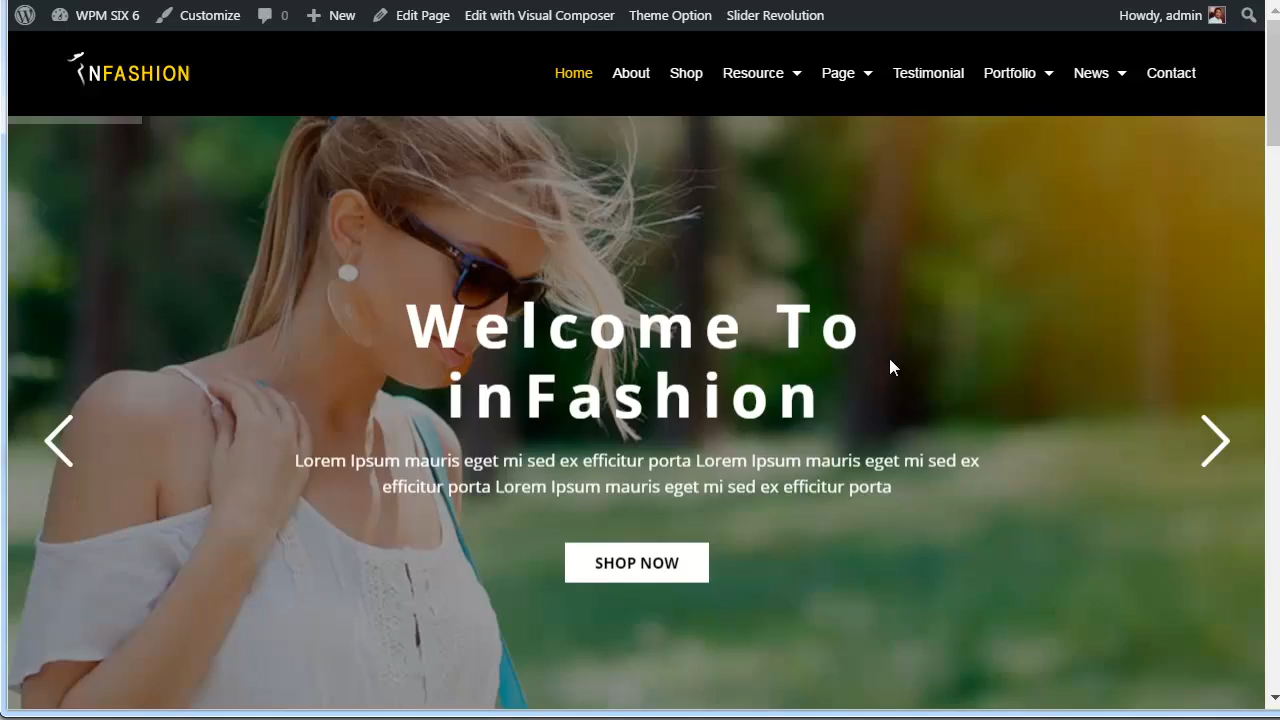 WPM SIX 6 Customize 0 New Edit Page Edit with Visual Composer Theme Option Slider Revolution Howdy, admin
iNFASHION Home About Shop Resource Page Testimonial Portfolio News Contact
Welcome To
inFashion
Lorem Ipsum mauris eget mi sed ex efficitur porta Lorem Ipsum mauris eget mi sed ex
efficitur porta Lorem Ipsum mauris eget mi sed ex efficitur porta
SHOP NOW